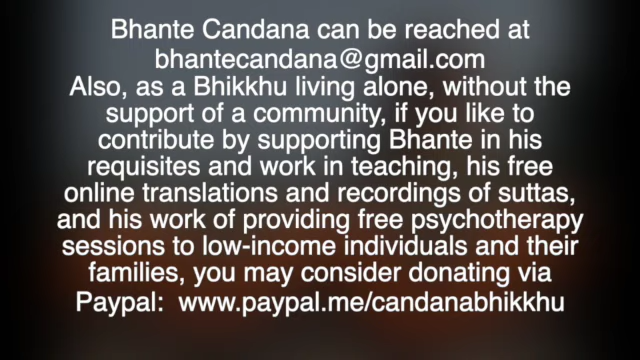 Bhante Candana can be reached at
bhantecandana@gmail.com
Also, as a Bhikkhu living alone, without the
support of a community, if you like to
contribute by supporting Bhante in his
requisites and work in teaching, his free
online translations and recordings of suttas,
and his work of providing free psychotherapy
sessions to low-income individuals and their
families, you may consider donating via
Paypal:  www.paypal.me/candanabhikkhu